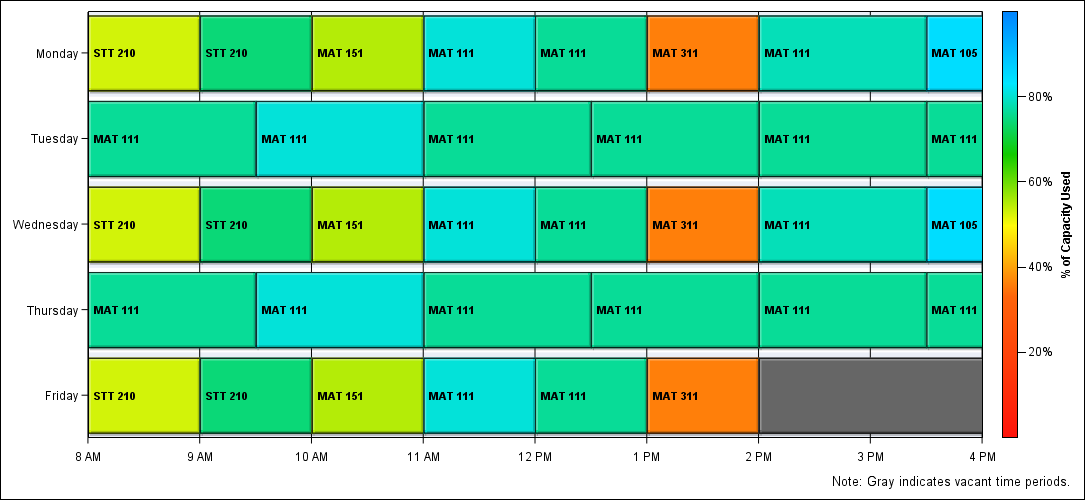 Monday STT 210 STT 210 MAT 151 MAT 111 MAT 111 MAT 311 MAT 111 MAT 105
80%
Tuesday MAT 111 MAT 111 MAT 111 MAT 111 MAT 111 MAT 111
60%
Wednesday STT 210 STT 210 MAT 151 MAT 111 MAT 111 MAT 311 MAT 111 MAT 105
% of Capacity Used
40%
Thursday MAT 111 MAT 111 MAT 111 MAT 111 MAT 111 MAT 111
20%
Friday STT 210 STT 210 MAT 151 MAT 111 MAT 111 MAT 311
8 AM 9 AM 10 AM 11 AM 12 PM 1 PM 2 PM 3 PM 4 PM
Note: Gray indicates vacant time periods.